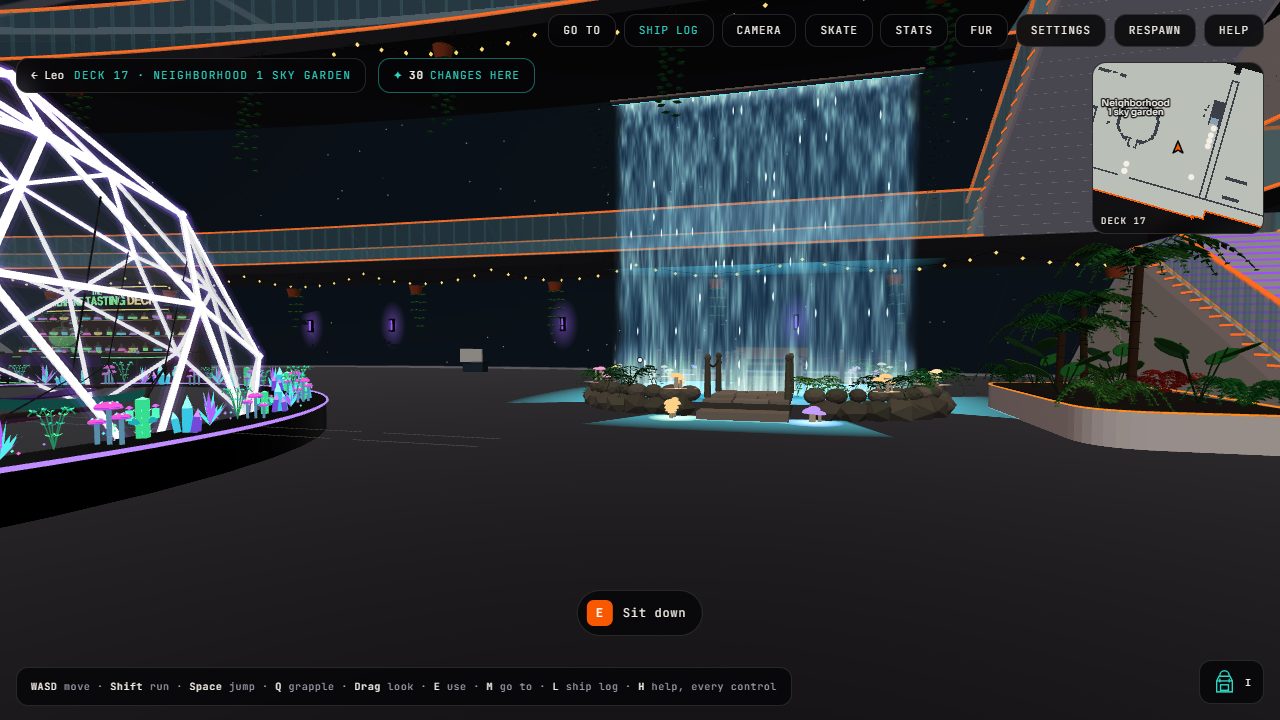 GO TO
SHIP LOG
CAMERA
SKATE
STATS
FUR
SETTINGS
RESPAWN
HELP
← Leo DECK 17 · NEIGHBORHOOD 1 SKY GARDEN
✦ 30 CHANGES HERE
Neighborhood
1 sky garden
DECK 17
TASTING DECK
E Sit down
WASD move · Shift run · Space jump · Q grapple · Drag look · E use · M go to · L ship log · H help, every control
I